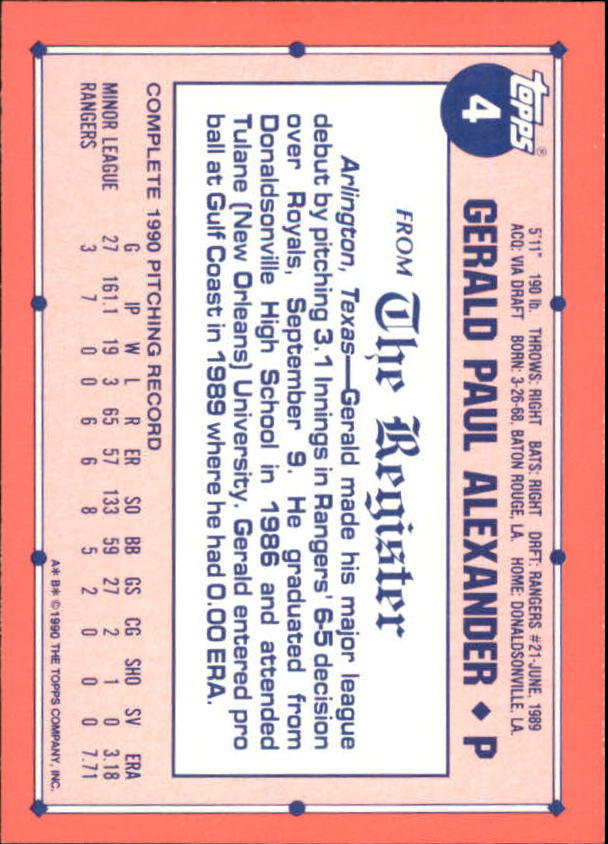 topps®
4
5'11" 190 lb. THROWS: RIGHT BATS: RIGHT DRFT: RANGERS #21-JUNE, 1989
ACQ: VIA DRAFT BORN: 3-26-68, BATON ROUGE, LA. HOME: DONALDSONVILLE, LA.
GERALD PAUL ALEXANDER ♦ P
FROM The Register
Arlington, Texas—Gerald made his major league
debut by pitching 3.1 Innings in Rangers' 6-5 decision
over Royals, September 9. He graduated from
Donaldsonville High School in 1986 and attended
Tulane (New Orleans) University. Gerald entered pro
ball at Gulf Coast in 1989 where he had 0.00 ERA.
COMPLETE 1990 PITCHING RECORD
G IP W L R ER SO BB GS CG SHO SV ERA
MINOR LEAGUE 27 161.1 19 3 65 57 133 59 27 2 1 0 3.18
RANGERS 3 7 0 0 6 6 8 5 2 0 0 0 7.71
A* B* ©1990 THE TOPPS COMPANY, INC.